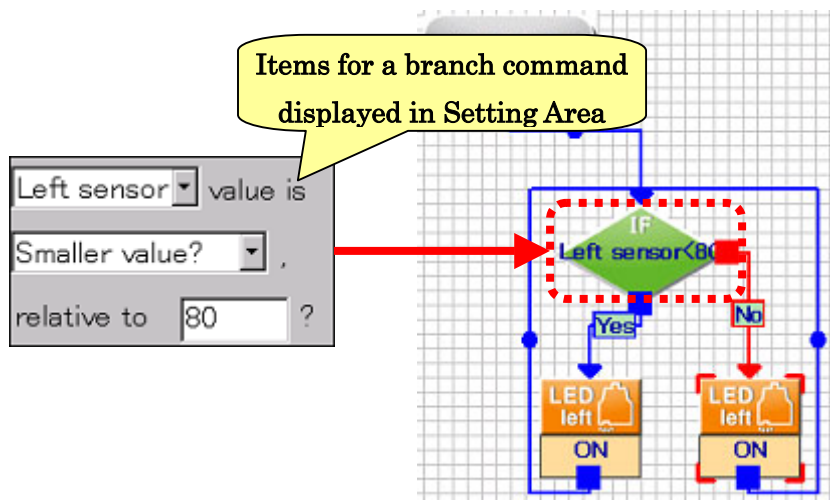 Items for a branch command
displayed in Setting Area
Left sensor value is
Smaller value? ,
relative to 80 ?
IF
Left sensor<80
Yes
No
LED
left
ON
LED
left
ON